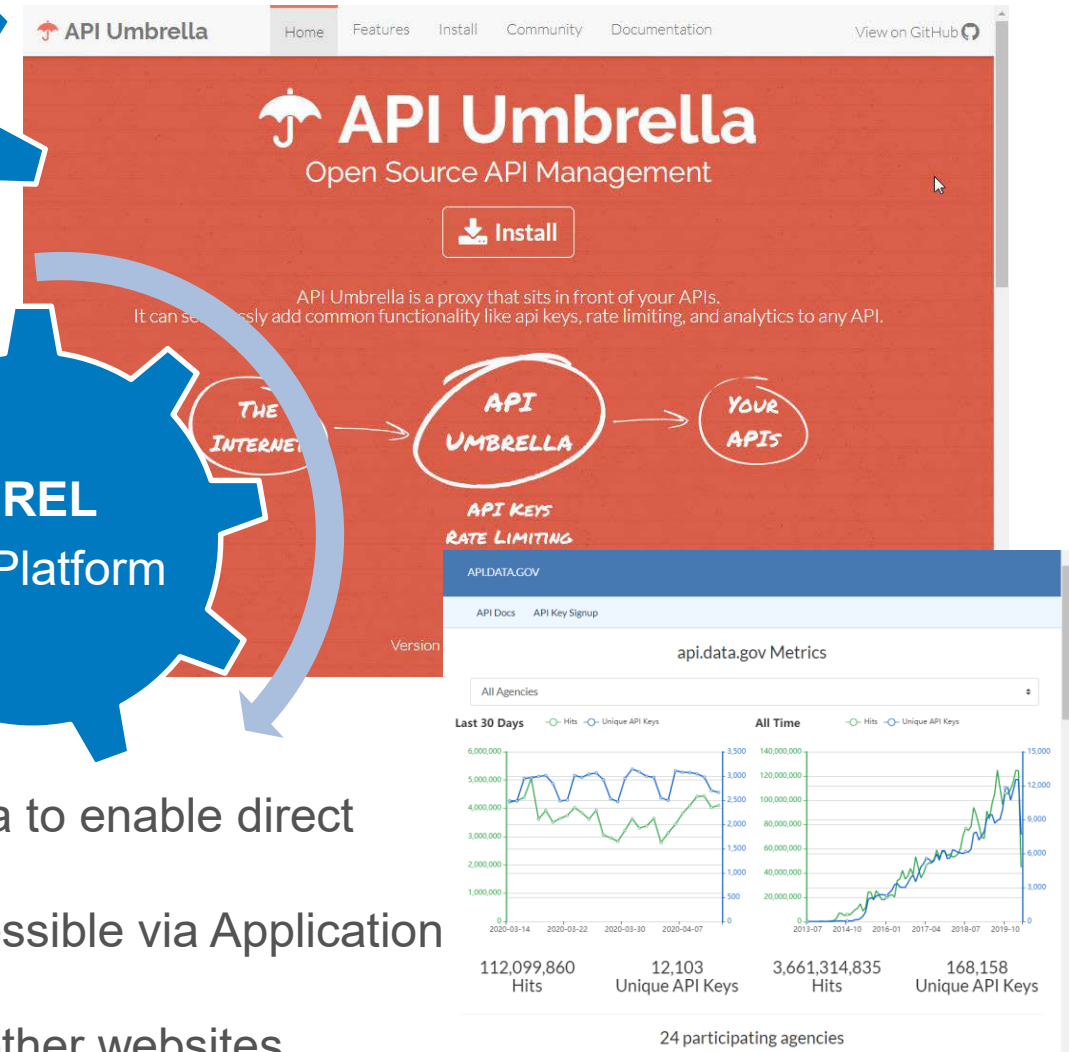 API Umbrella
Home Features Install Community Documentation
View on GitHub
API Umbrella
Open Source API Management
Install
API Umbrella is a proxy that sits in front of your APIs.
It can add common functionality like api keys, rate limiting, and analytics to any API.
THE
INTERNET
API
UMBRELLA
YOUR
APIS
API KEYS
RATE LIMITING
REL
Platform
Version
API.DATA.GOV
API Docs API Key Signup
api.data.gov Metrics
All Agencies
Last 30 Days
Hits Unique API Keys
6,000,000
5,000,000
4,000,000
3,000,000
2,000,000
1,000,000
0
3,500
3,000
2,500
2,000
1,500
1,000
500
0
2020-03-14 2020-03-22 2020-03-30 2020-04-07
112,099,860
Hits
12,103
Unique API Keys
All Time
Hits Unique API Keys
140,000,000
120,000,000
100,000,000
80,000,000
60,000,000
40,000,000
20,000,000
0
15,000
12,000
9,000
6,000
3,000
0
2013-07 2014-10 2016-01 2017-04 2018-07 2019-10
3,661,314,835
Hits
168,158
Unique API Keys
24 participating agencies
a to enable direct
ssible via Application
ther websites